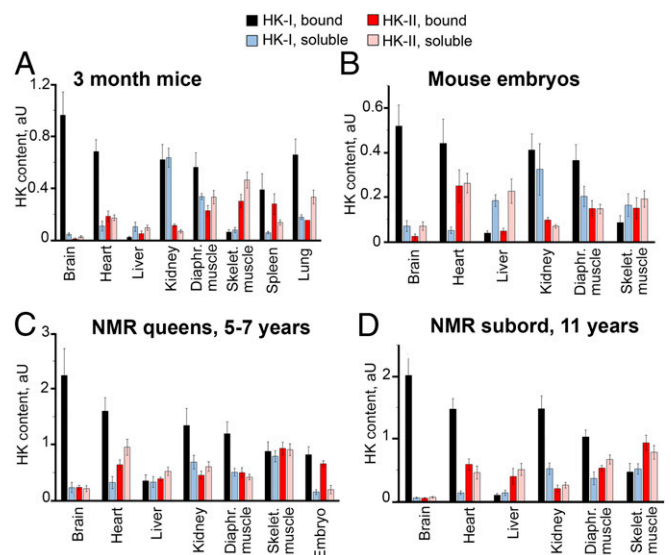 HK-I, bound HK-II, bound
HK-I, soluble HK-II, soluble
A 3 month mice
HK content, aU
1.2
0.8
0.4
0
Brain
Heart
Liver
Kidney
Diaphr.
muscle
Skelet.
muscle
Spleen
Lung
B Mouse embryos
0.6
0.4
0.2
0
Brain
Heart
Liver
Kidney
Diaphr.
muscle
Skelet.
muscle
C NMR queens, 5-7 years
HK content, aU
3
2
1
0
Brain
Heart
Liver
Kidney
Diaphr.
muscle
Skelet.
muscle
Embryo
D NMR subord, 11 years
HK content, aU
2
1
0
Brain
Heart
Liver
Kidney
Diaphr.
muscle
Skelet.
muscle